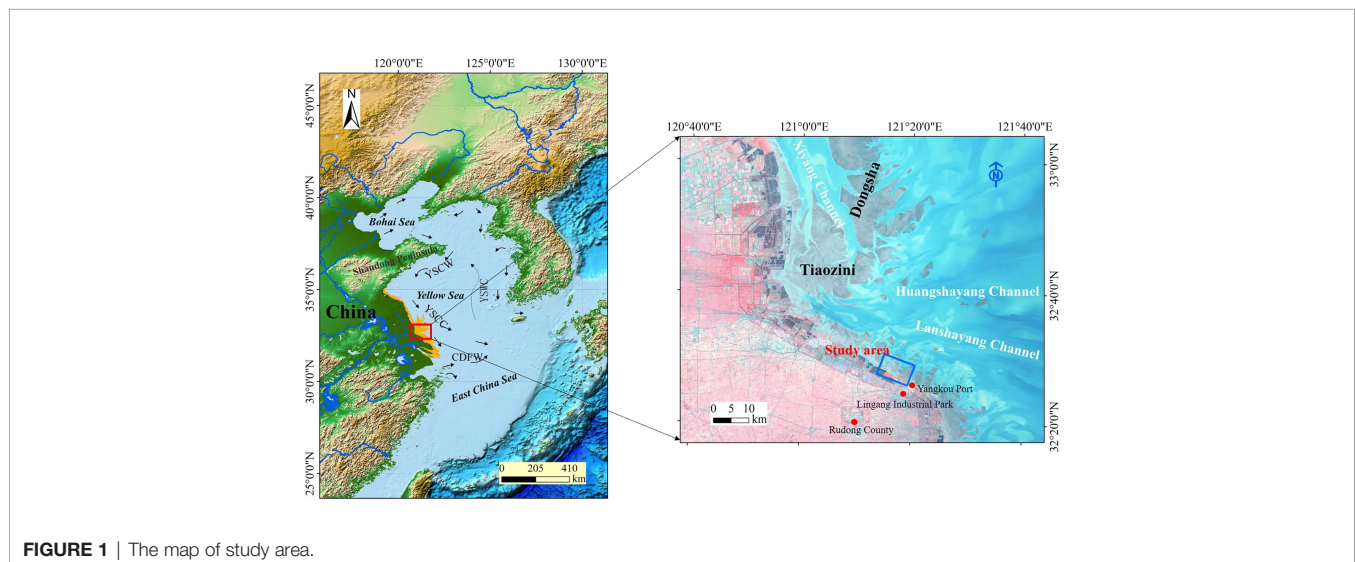 120°0'0"E 125°0'0"E 130°0'0"E
N
45°0'0"N
40°0'0"N
35°0'0"N
30°0'0"N
25°0'0"N
Bohai Sea
Shandong Peninsula
YSCW
YSWC
Yellow Sea
YSCC
China
CDFW
East China Sea
0 205 410
km
120°40'0"E 121°0'0"E 121°20'0"E 121°40'0"E
33°0'0"N
32°40'0"N
32°20'0"N
N
Xiyang Channel
Dongsha
Tiaozini
Huangshayang Channel
Lanshayang Channel
Study area
Yangkou Port
Lingang Industrial Park
Rudong County
0 5 10
km
FIGURE 1 | The map of study area.